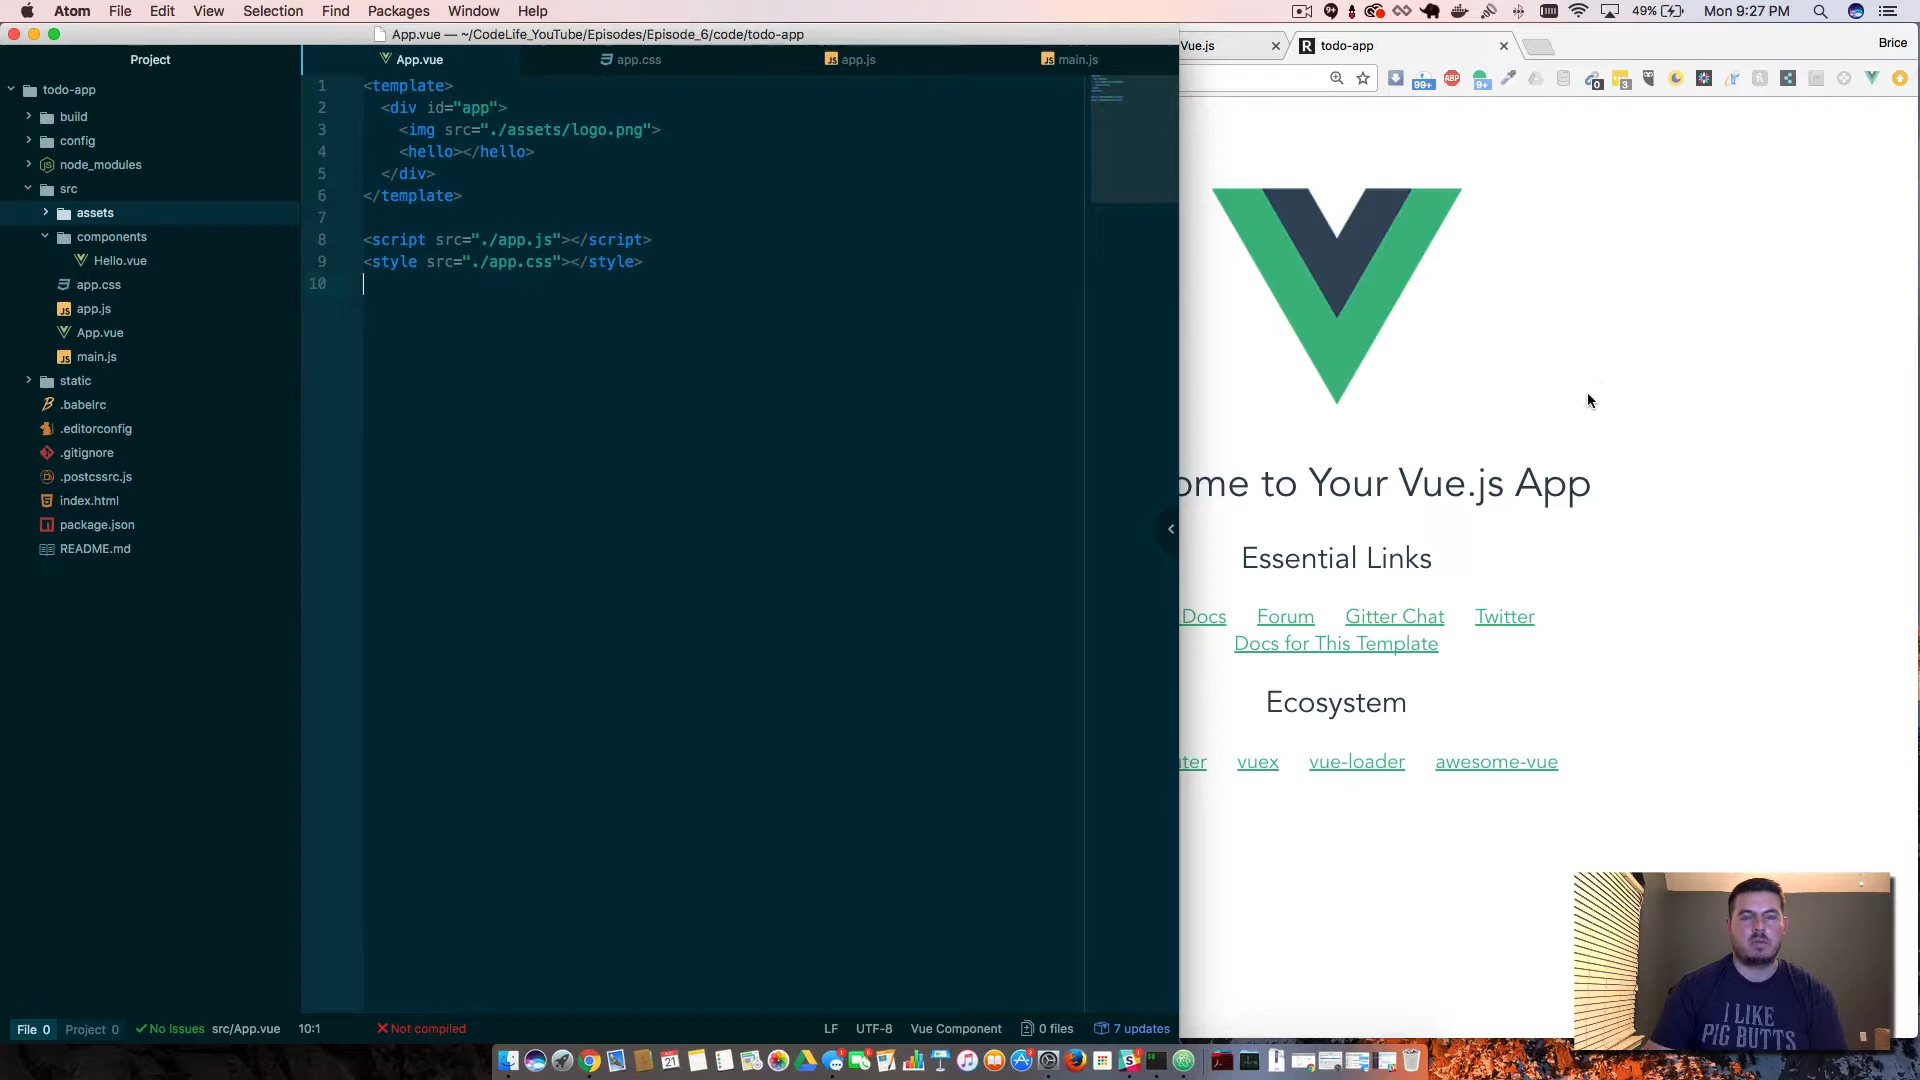 Atom File Edit View Selection Find Packages Window Help
9+ 49% Mon 9:27 PM
App.vue — ~/CodeLife_YouTube/Episodes/Episode_6/code/todo-app
Project
App.vue app.css app.js main.js
Vue.js todo-app Brice
99+ ABP 9+ 0 3
todo-app
build
config
node_modules
src
assets
components
Hello.vue
app.css
app.js
App.vue
main.js
static
.babelrc
.editorconfig
.gitignore
.postcssrc.js
index.html
package.json
README.md
1 <template>
2 <div id="app">
3 <img src="./assets/logo.png">
4 <hello></hello>
5 </div>
6 </template>
7
8 <script src="./app.js"></script>
9 <style src="./app.css"></style>
10
ome to Your Vue.js App
Essential Links
Docs Forum Gitter Chat Twitter
Docs for This Template
Ecosystem
uter vuex vue-loader awesome-vue
I LIKE
PIG BUTTS
File 0 Project 0 No Issues src/App.vue 10:1 Not compiled LF UTF-8 Vue Component 0 files 7 updates